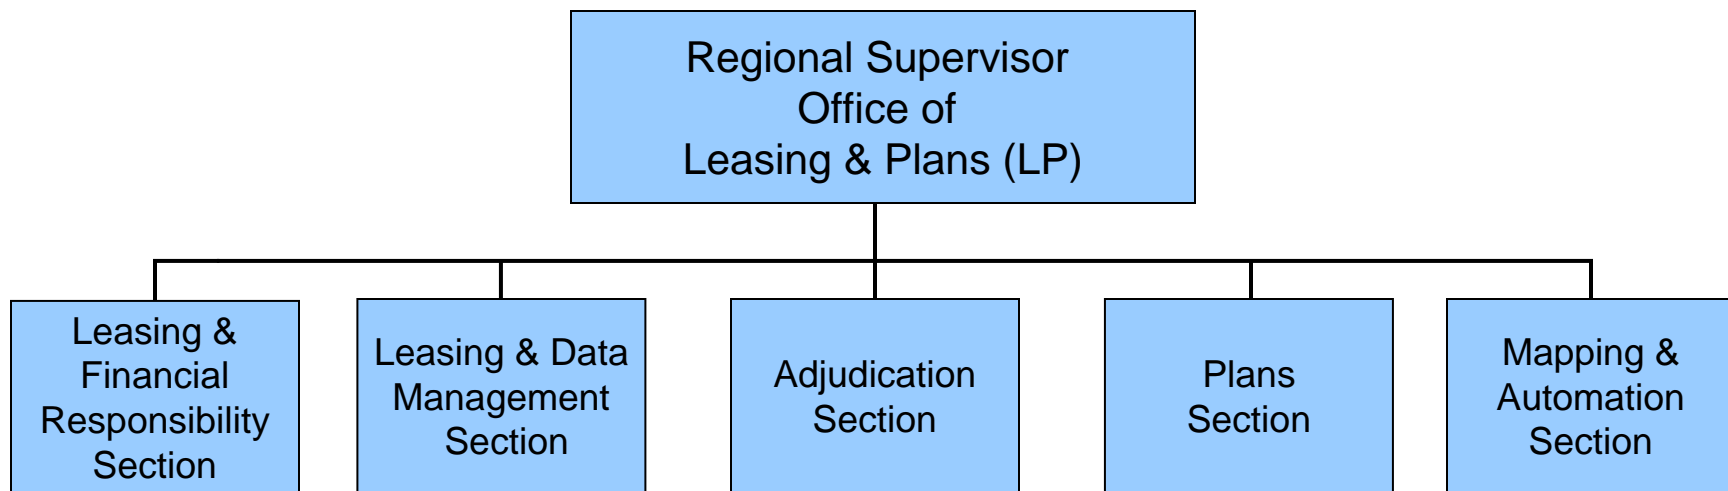 Regional Supervisor
Office of
Leasing & Plans (LP)
Leasing &
Financial
Responsibility
Section
Leasing & Data
Management
Section
Adjudication
Section
Plans
Section
Mapping &
Automation
Section